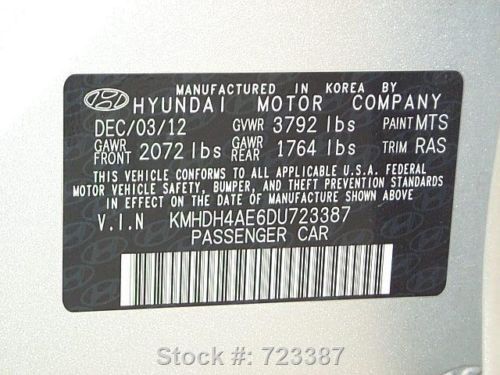 MANUFACTURED IN KOREA BY
HYUNDAI MOTOR COMPANY
DEC/03/12 GVWR 3792 lbs PAINT MTS
GAWR FRONT 2072 lbs GAWR REAR 1764 lbs TRIM RAS
THIS VEHICLE CONFORMS TO ALL APPLICABLE U.S.A. FEDERAL
MOTOR VEHICLE SAFETY, BUMPER, AND THEFT PREVENTION STANDARDS
IN EFFECT ON THE DATE OF MANUFACTURE SHOWN ABOVE.
V.I.N KMHDH4AE6DU723387
PASSENGER CAR
Stock #: 723387